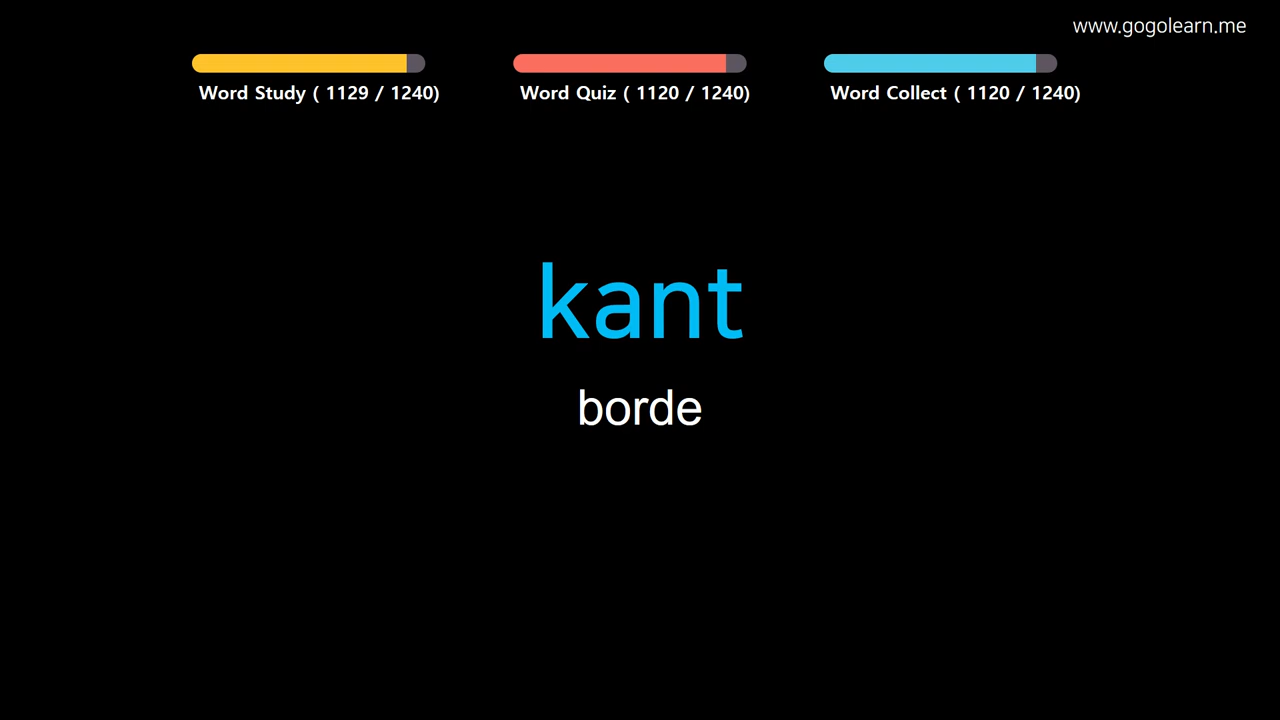 www.gogolearn.me
Word Study ( 1129 / 1240)
Word Quiz ( 1120 / 1240)
Word Collect ( 1120 / 1240)
kant
borde